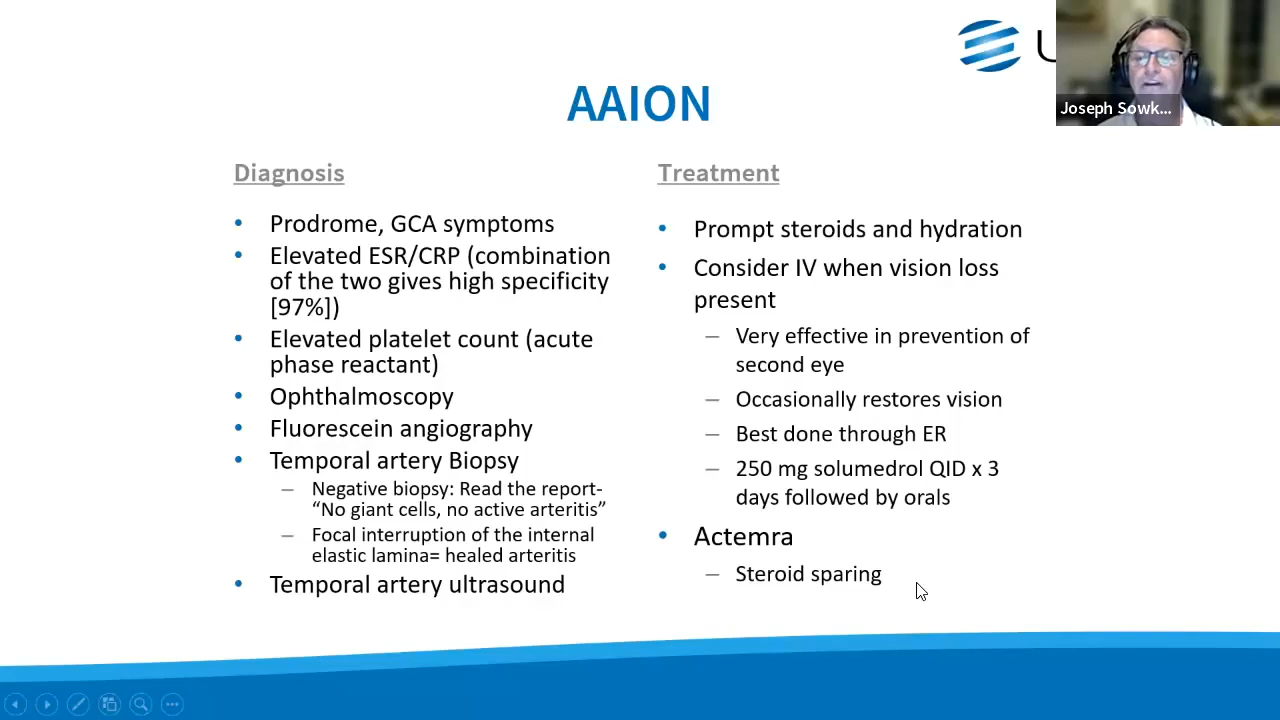 AAION
Joseph Sowk...
Diagnosis
• Prodrome, GCA symptoms
• Elevated ESR/CRP (combination
of the two gives high specificity
[97%])
• Elevated platelet count (acute
phase reactant)
• Ophthalmoscopy
• Fluorescein angiography
• Temporal artery Biopsy
– Negative biopsy: Read the report-
“No giant cells, no active arteritis”
– Focal interruption of the internal
elastic lamina= healed arteritis
• Temporal artery ultrasound
Treatment
• Prompt steroids and hydration
• Consider IV when vision loss
present
– Very effective in prevention of
second eye
– Occasionally restores vision
– Best done through ER
– 250 mg solumedrol QID x 3
days followed by orals
• Actemra
– Steroid sparing